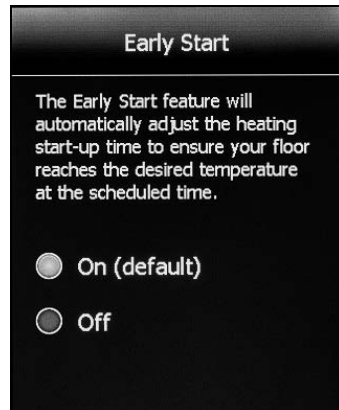 Early Start
The Early Start feature will
automatically adjust the heating
start-up time to ensure your floor
reaches the desired temperature
at the scheduled time.
On (default)
Off